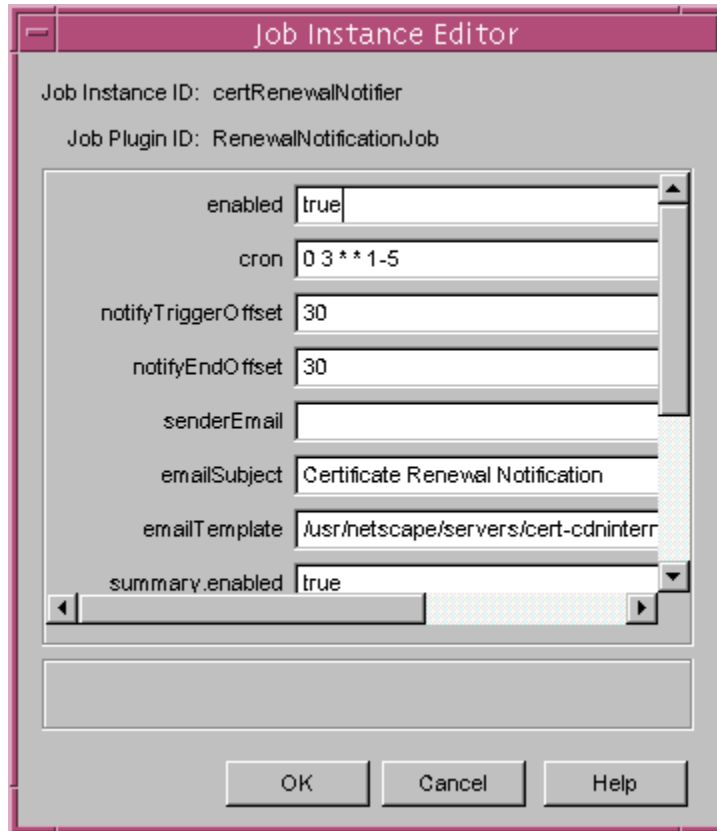 Job Instance Editor
Job Instance ID: certRenewalNotifier
Job Plugin ID: RenewalNotificationJob
enabled true
cron 0 3 * * 1-5
notifyTriggerOffset 30
notifyEndOffset 30
senderEmail
emailSubject Certificate Renewal Notification
emailTemplate /usr/netscape/servers/cert-cdnintern
summary.enabled true
OK Cancel Help